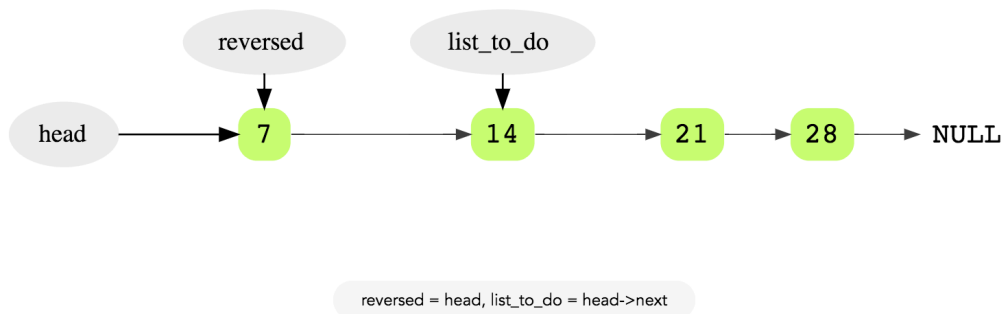 reversed list_to_do
head 7 14 21 28 NULL
reversed = head, list_to_do = head->next